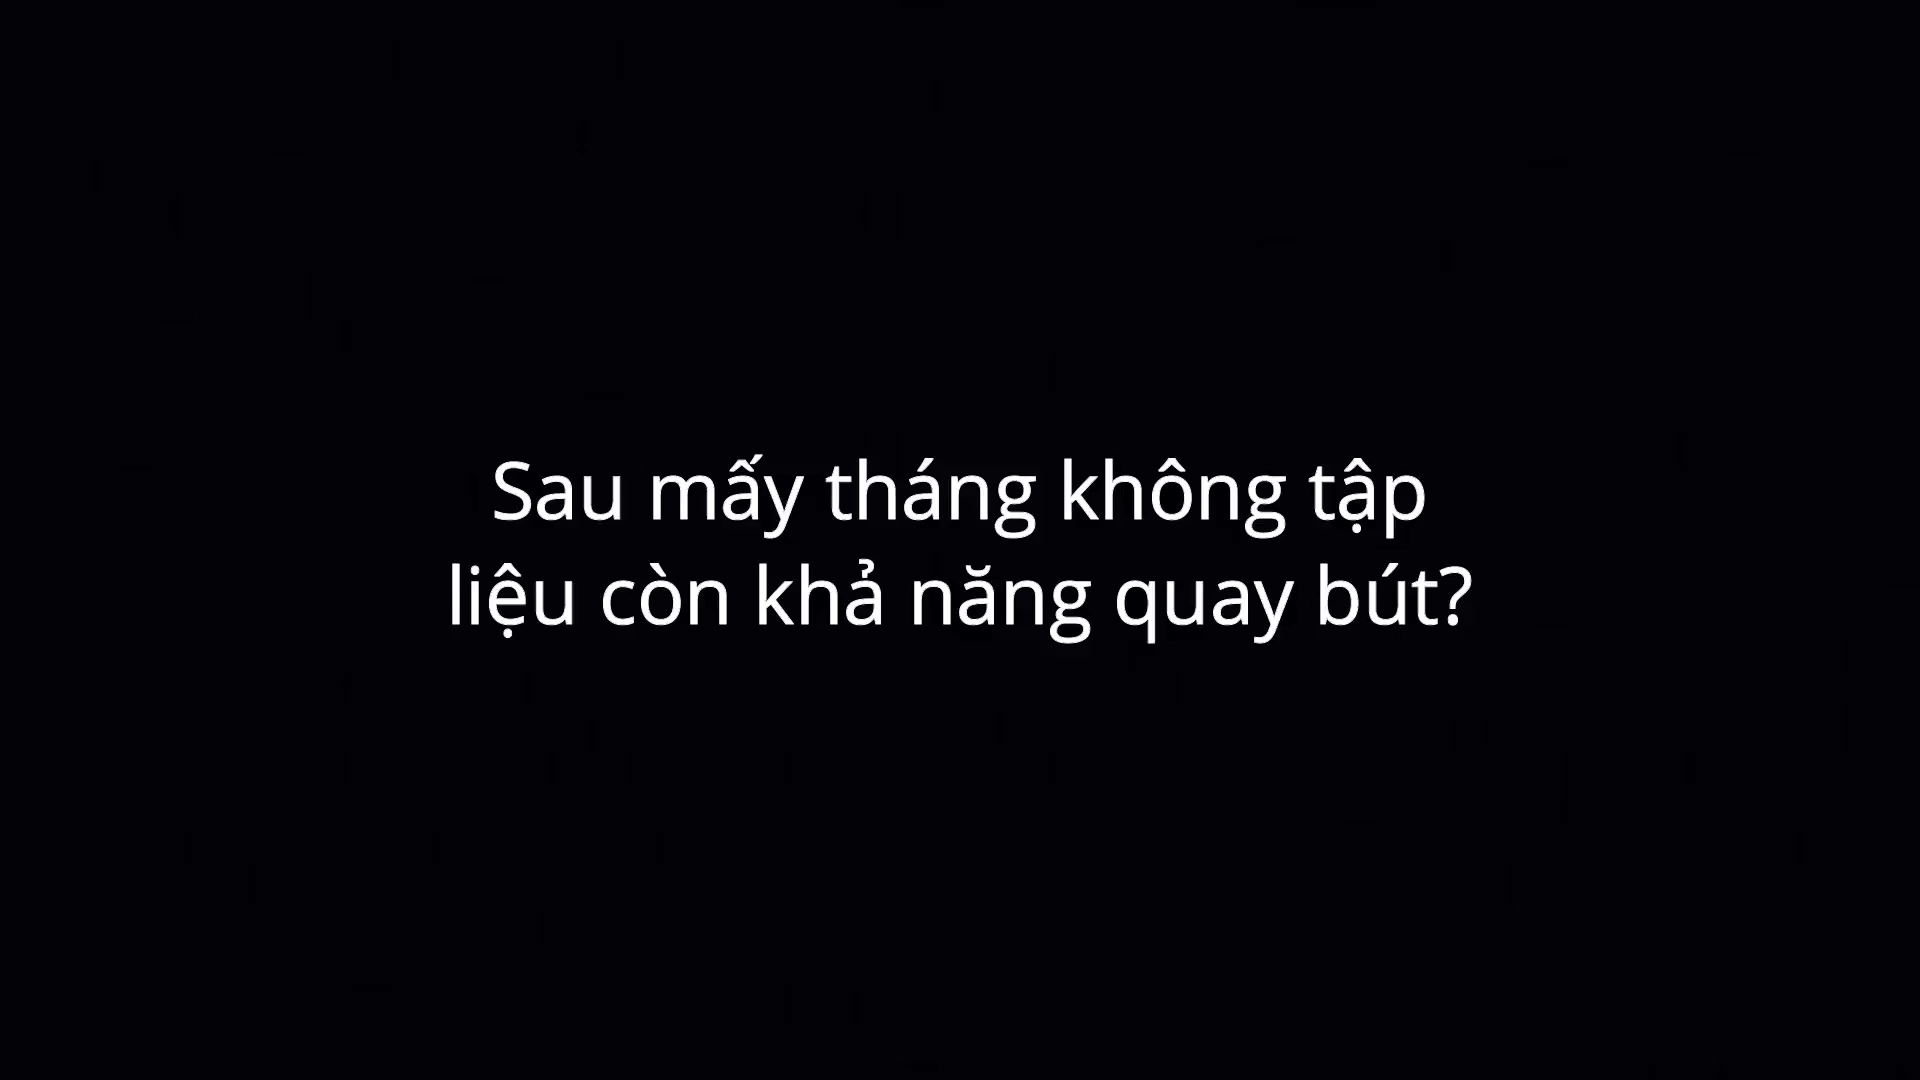 Sau mấy tháng không tập
liệu còn khả năng quay bút?